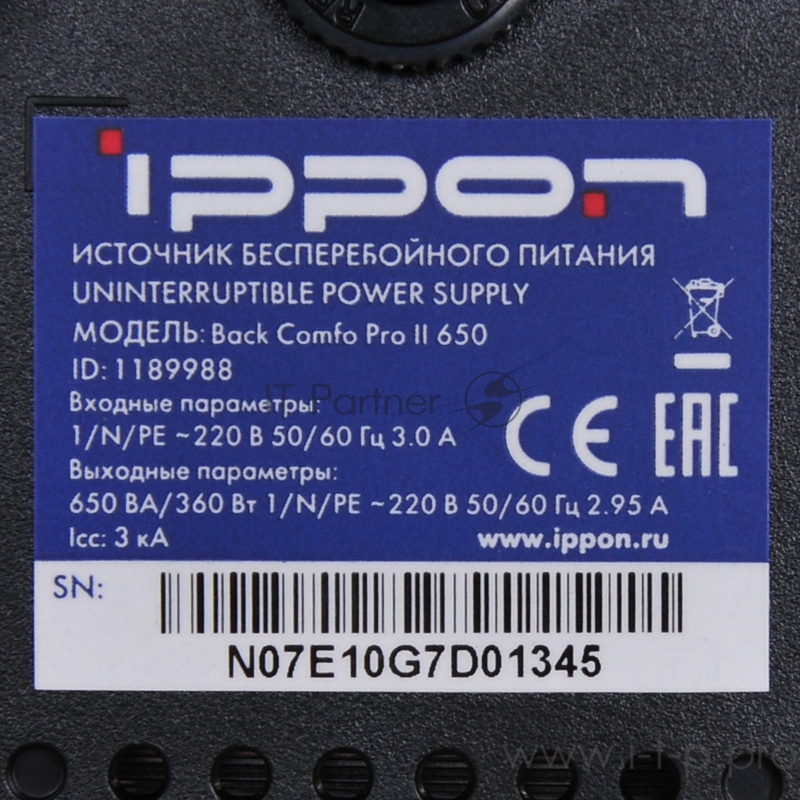 ippon
ИСТОЧНИК БЕСПЕРЕБОЙНОГО ПИТАНИЯ
UNINTERRUPTIBLE POWER SUPPLY
МОДЕЛЬ: Back Comfo Pro II 650
ID: 1189988
IT-Partner
Входные параметры:
1/N/PE ~220 В 50/60 Гц 3.0 А
CE EAC
Выходные параметры:
650 ВА/360 Вт 1/N/PE ~220 В 50/60 Гц 2.95 А
Icc: 3 кА
www.ippon.ru
SN:
N07E10G7D01345
www.i-t-p.pro